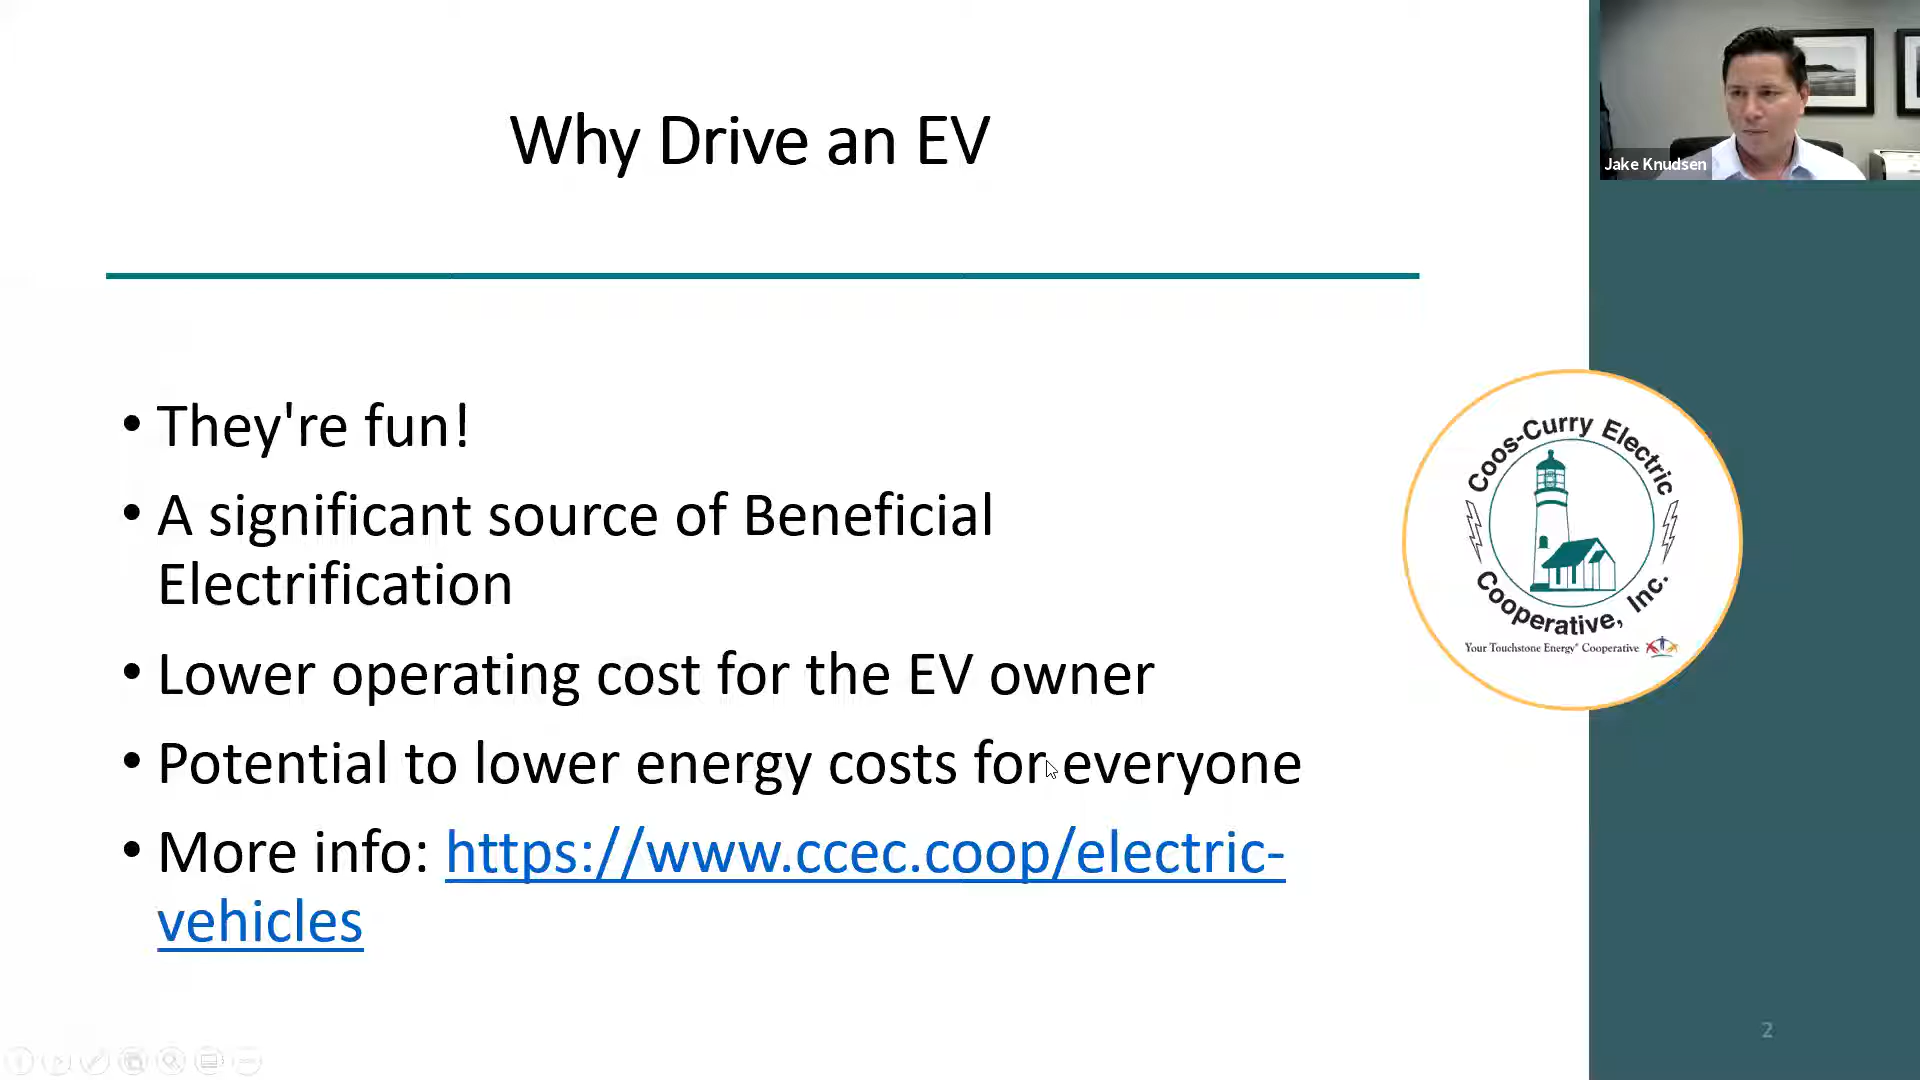 Why Drive an EV
Jake Knudsen
• They're fun!
• A significant source of Beneficial
Electrification
• Lower operating cost for the EV owner
• Potential to lower energy costs for everyone
• More info: https://www.ccec.coop/electric-
vehicles
Coos-Curry Electric
Cooperative, Inc.
Your Touchstone Energy® Cooperative
2